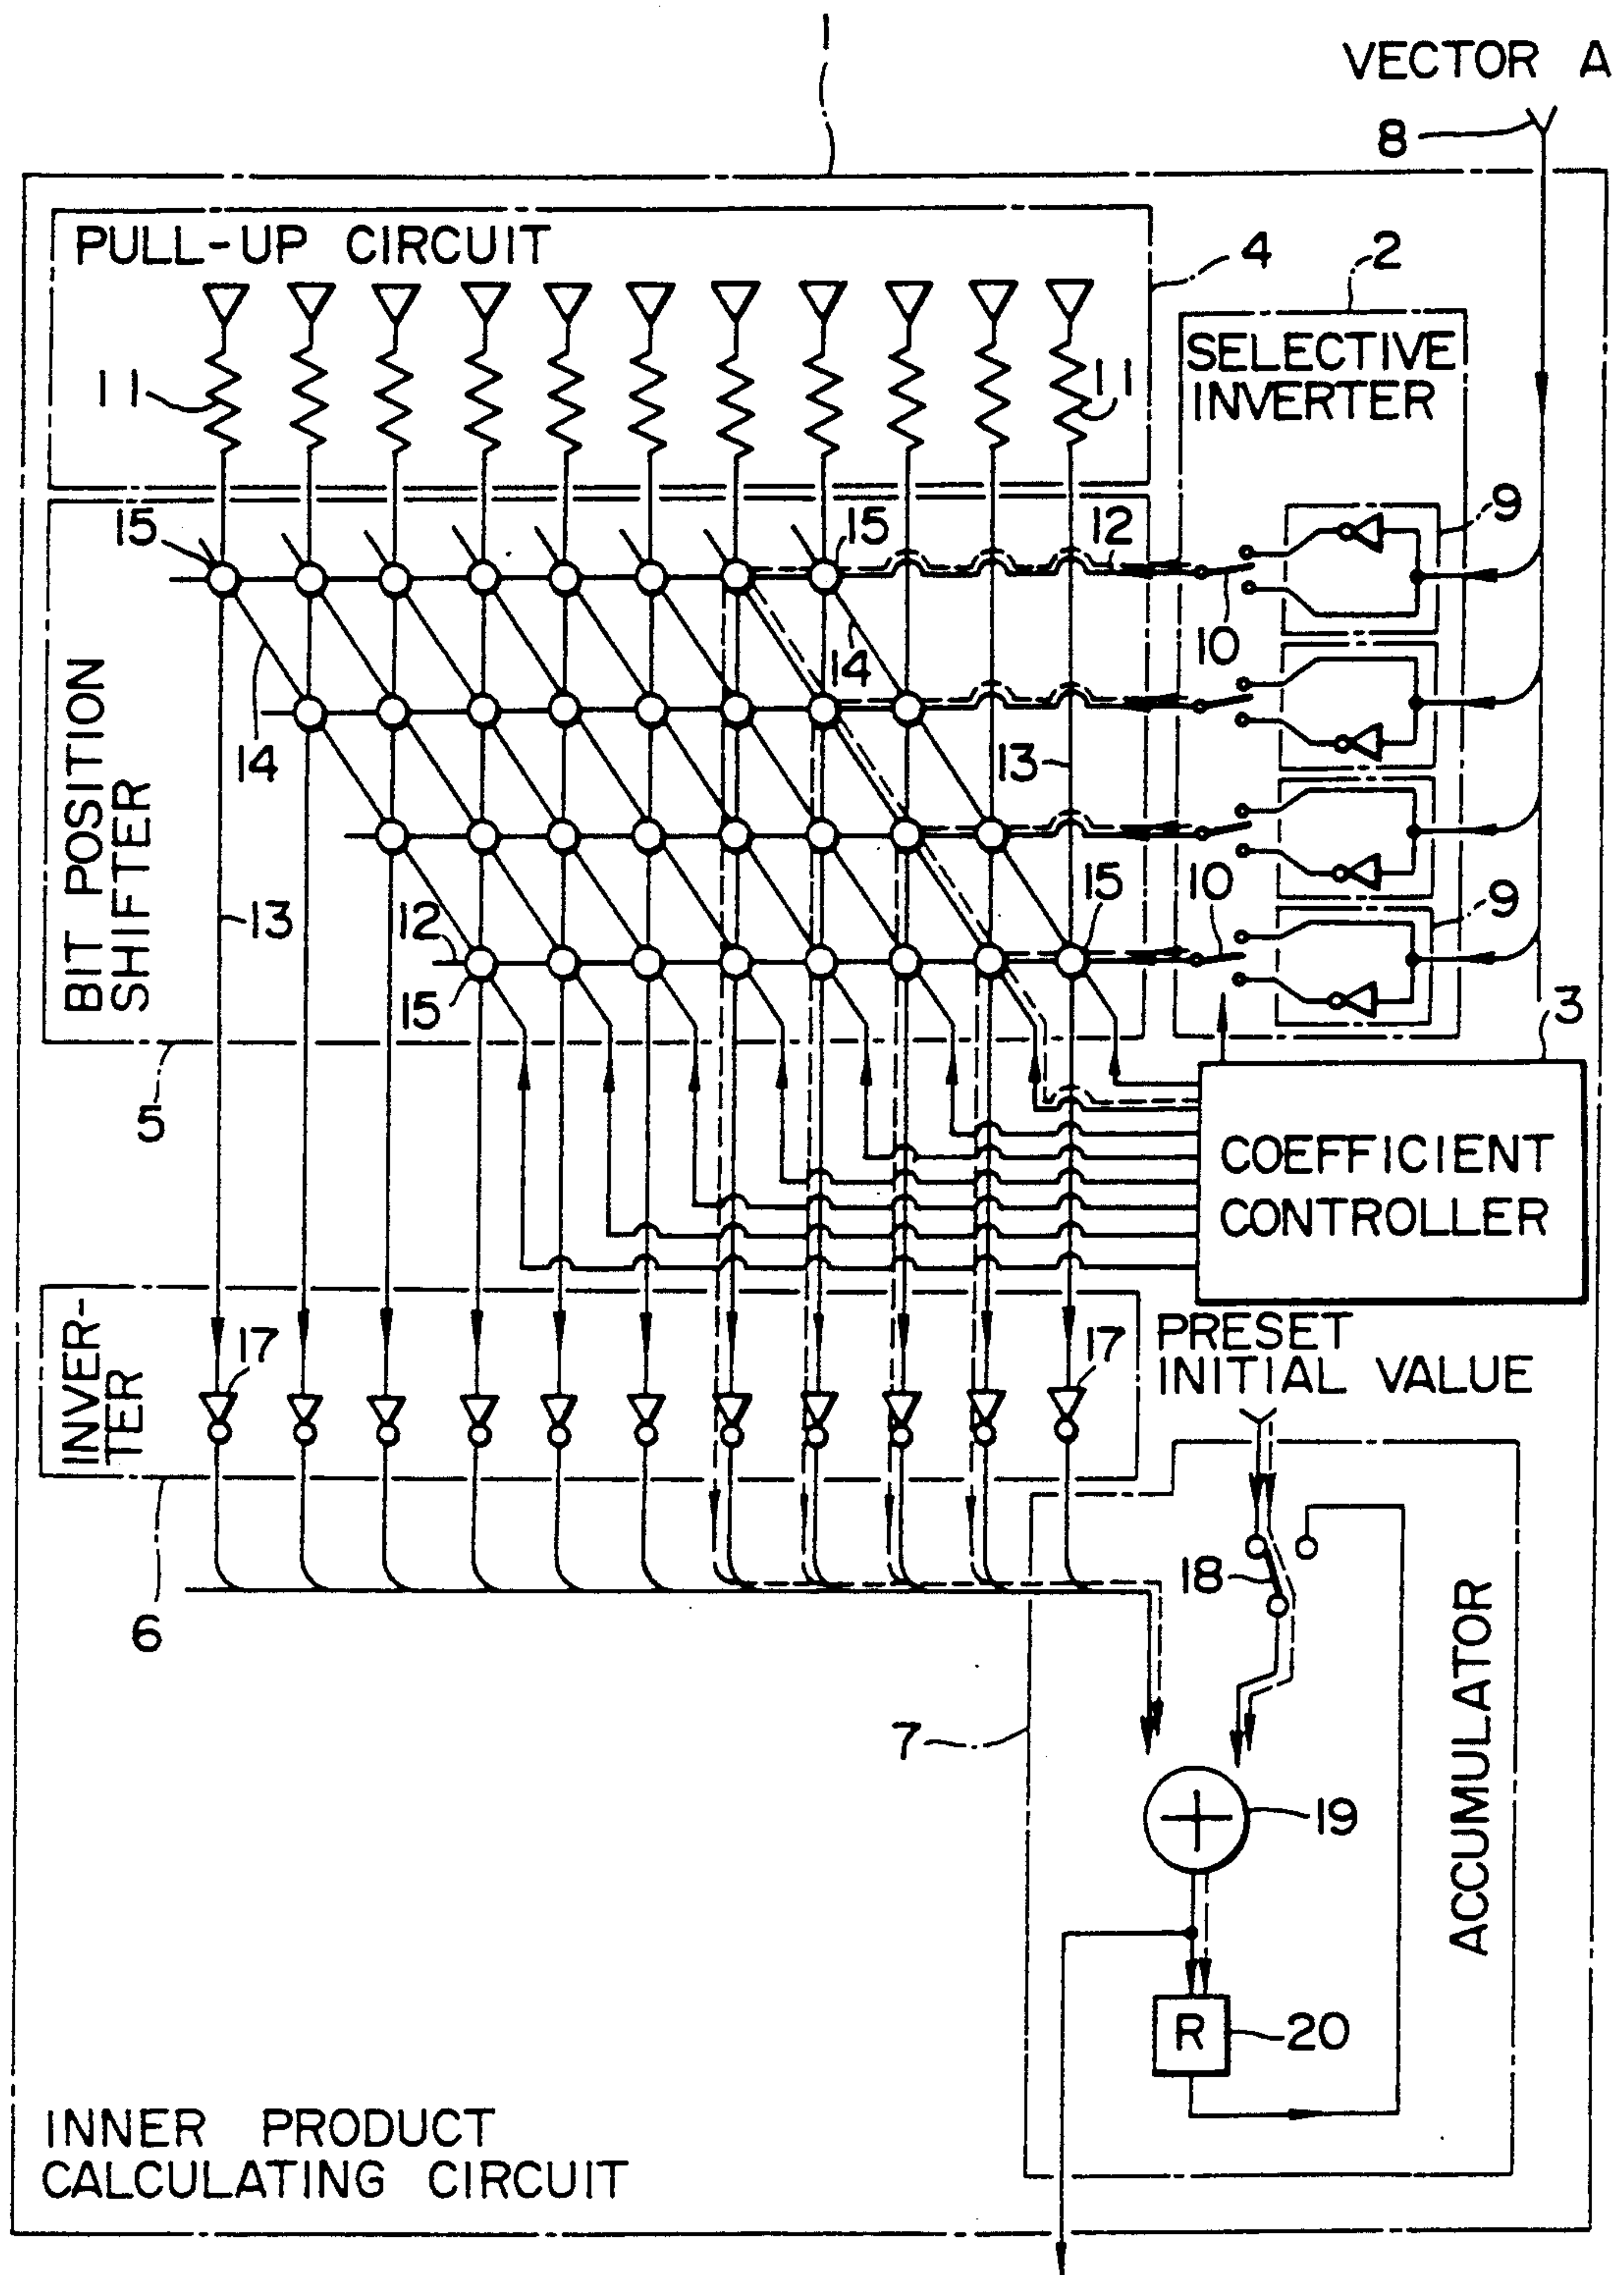 1
VECTOR A
8
PULL-UP CIRCUIT
4
2
SELECTIVE
INVERTER
11
11
15
15
12
9
10
14
14
13
BIT POSITION
SHIFTER
13
12
15
15
10
9
3
5
COEFFICIENT
CONTROLLER
INVER-
TER
17
17
PRESET
INITIAL VALUE
6
18
7
19
ACCUMULATOR
R
20
INNER PRODUCT
CALCULATING CIRCUIT